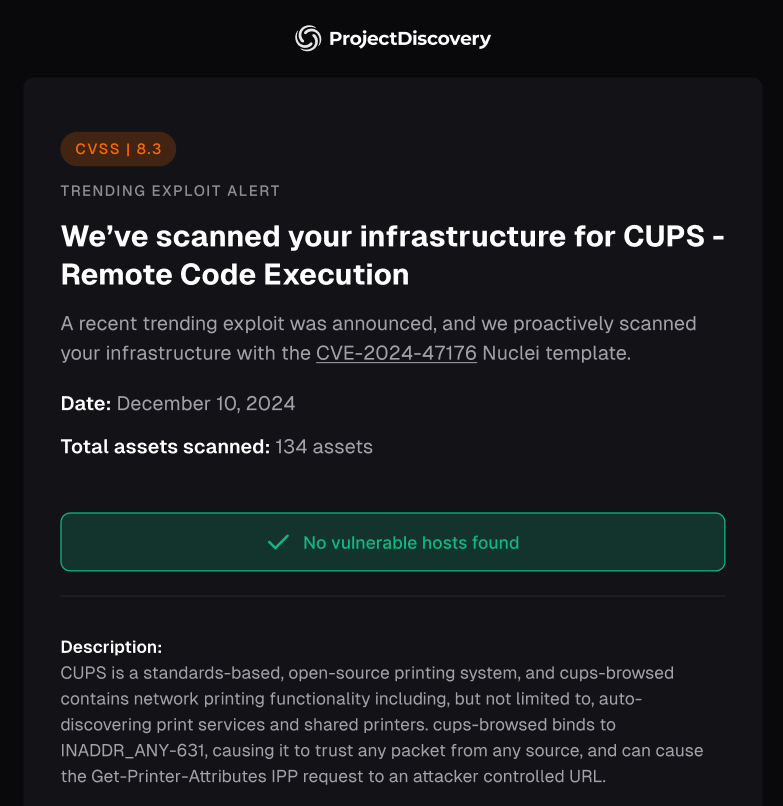 ProjectDiscovery
CVSS | 8.3
TRENDING EXPLOIT ALERT
We’ve scanned your infrastructure for CUPS -
Remote Code Execution
A recent trending exploit was announced, and we proactively scanned
your infrastructure with the CVE-2024-47176 Nuclei template.
Date: December 10, 2024
Total assets scanned: 134 assets
No vulnerable hosts found
Description:
CUPS is a standards-based, open-source printing system, and cups-browsed
contains network printing functionality including, but not limited to, auto-
discovering print services and shared printers. cups-browsed binds to
INADDR_ANY-631, causing it to trust any packet from any source, and can cause
the Get-Printer-Attributes IPP request to an attacker controlled URL.